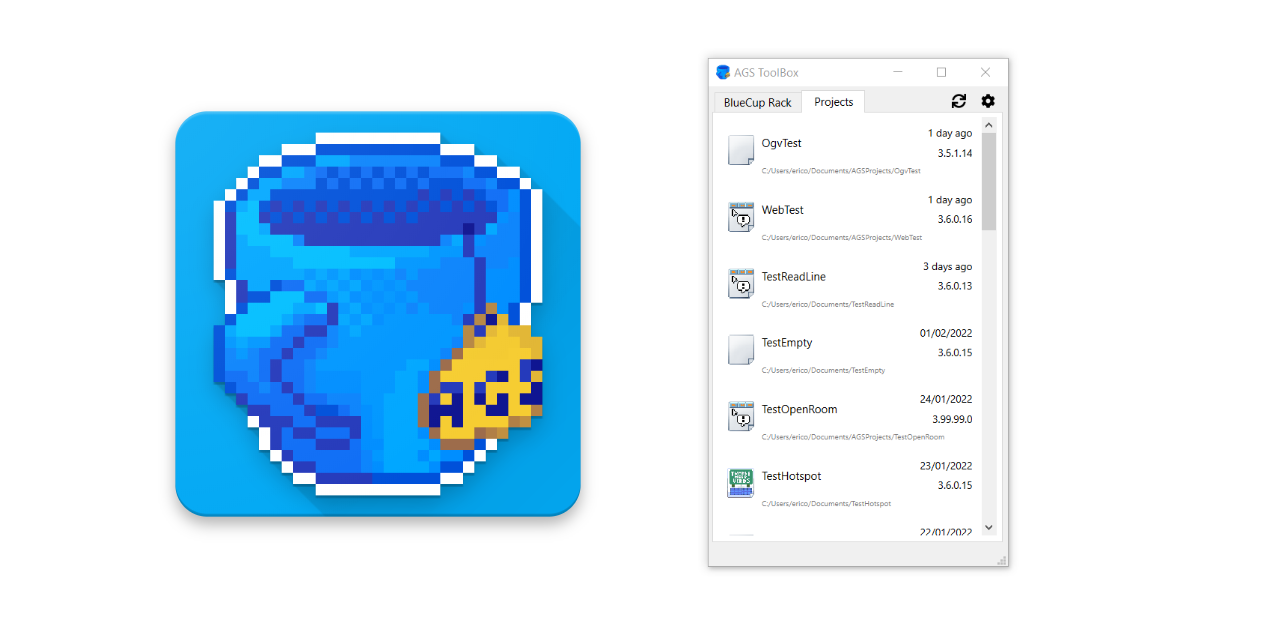 AGS ToolBox
BlueCup Rack
Projects
OgvTest
1 day ago
3.5.1.14
C:/Users/erico/Documents/AGSProjects/OgvTest
WebTest
1 day ago
3.6.0.16
C:/Users/erico/Documents/AGSProjects/WebTest
TestReadLine
3 days ago
3.6.0.13
C:/Users/erico/Documents/TestReadLine
TestEmpty
01/02/2022
3.6.0.15
C:/Users/erico/Documents/TestEmpty
TestOpenRoom
24/01/2022
3.99.99.0
C:/Users/erico/Documents/AGSProjects/TestOpenRoom
TestHotspot
23/01/2022
3.6.0.15
C:/Users/erico/Documents/TestHotspot
22/01/2022